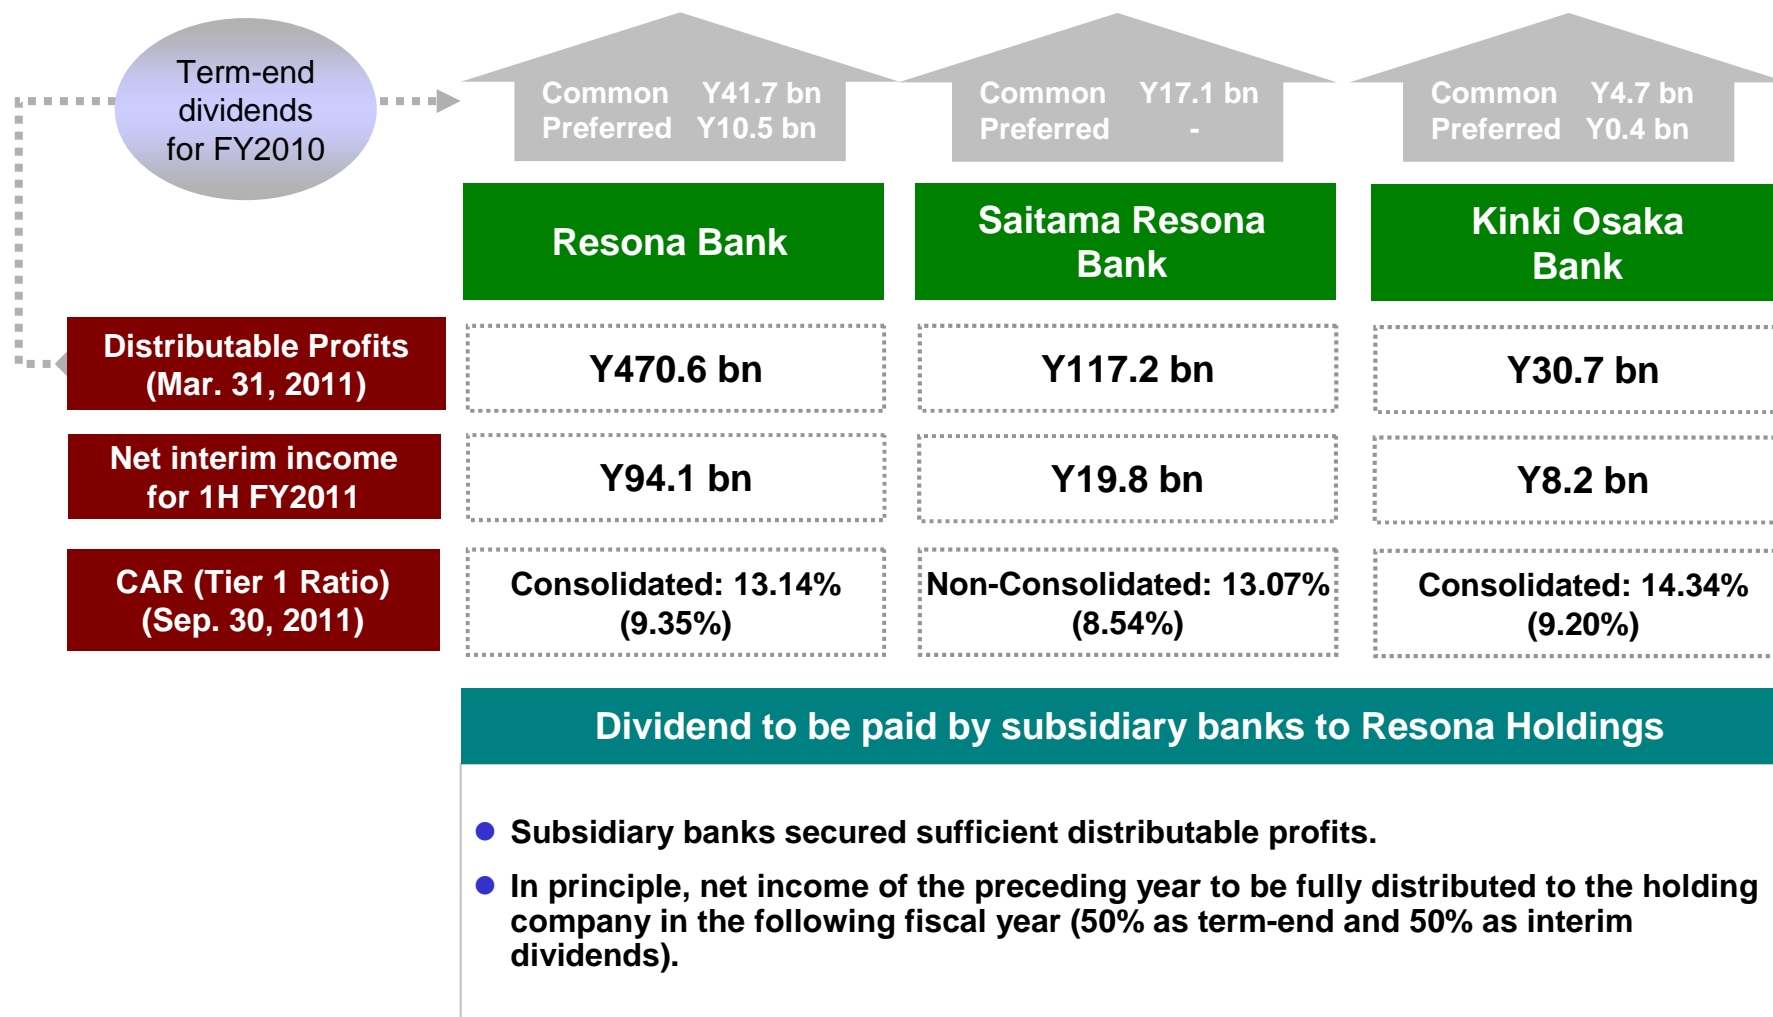 Term-end
dividends
for FY2010
Common Y41.7 bn
Preferred Y10.5 bn
Common Y17.1 bn
Preferred -
Common Y4.7 bn
Preferred Y0.4 bn
Resona Bank
Saitama Resona
Bank
Kinki Osaka
Bank
Distributable Profits
(Mar. 31, 2011)
Y470.6 bn
Y117.2 bn
Y30.7 bn
Net interim income
for 1H FY2011
Y94.1 bn
Y19.8 bn
Y8.2 bn
CAR (Tier 1 Ratio)
(Sep. 30, 2011)
Consolidated: 13.14%
(9.35%)
Non-Consolidated: 13.07%
(8.54%)
Consolidated: 14.34%
(9.20%)
Dividend to be paid by subsidiary banks to Resona Holdings
● Subsidiary banks secured sufficient distributable profits.
● In principle, net income of the preceding year to be fully distributed to the holding
company in the following fiscal year (50% as term-end and 50% as interim
dividends).